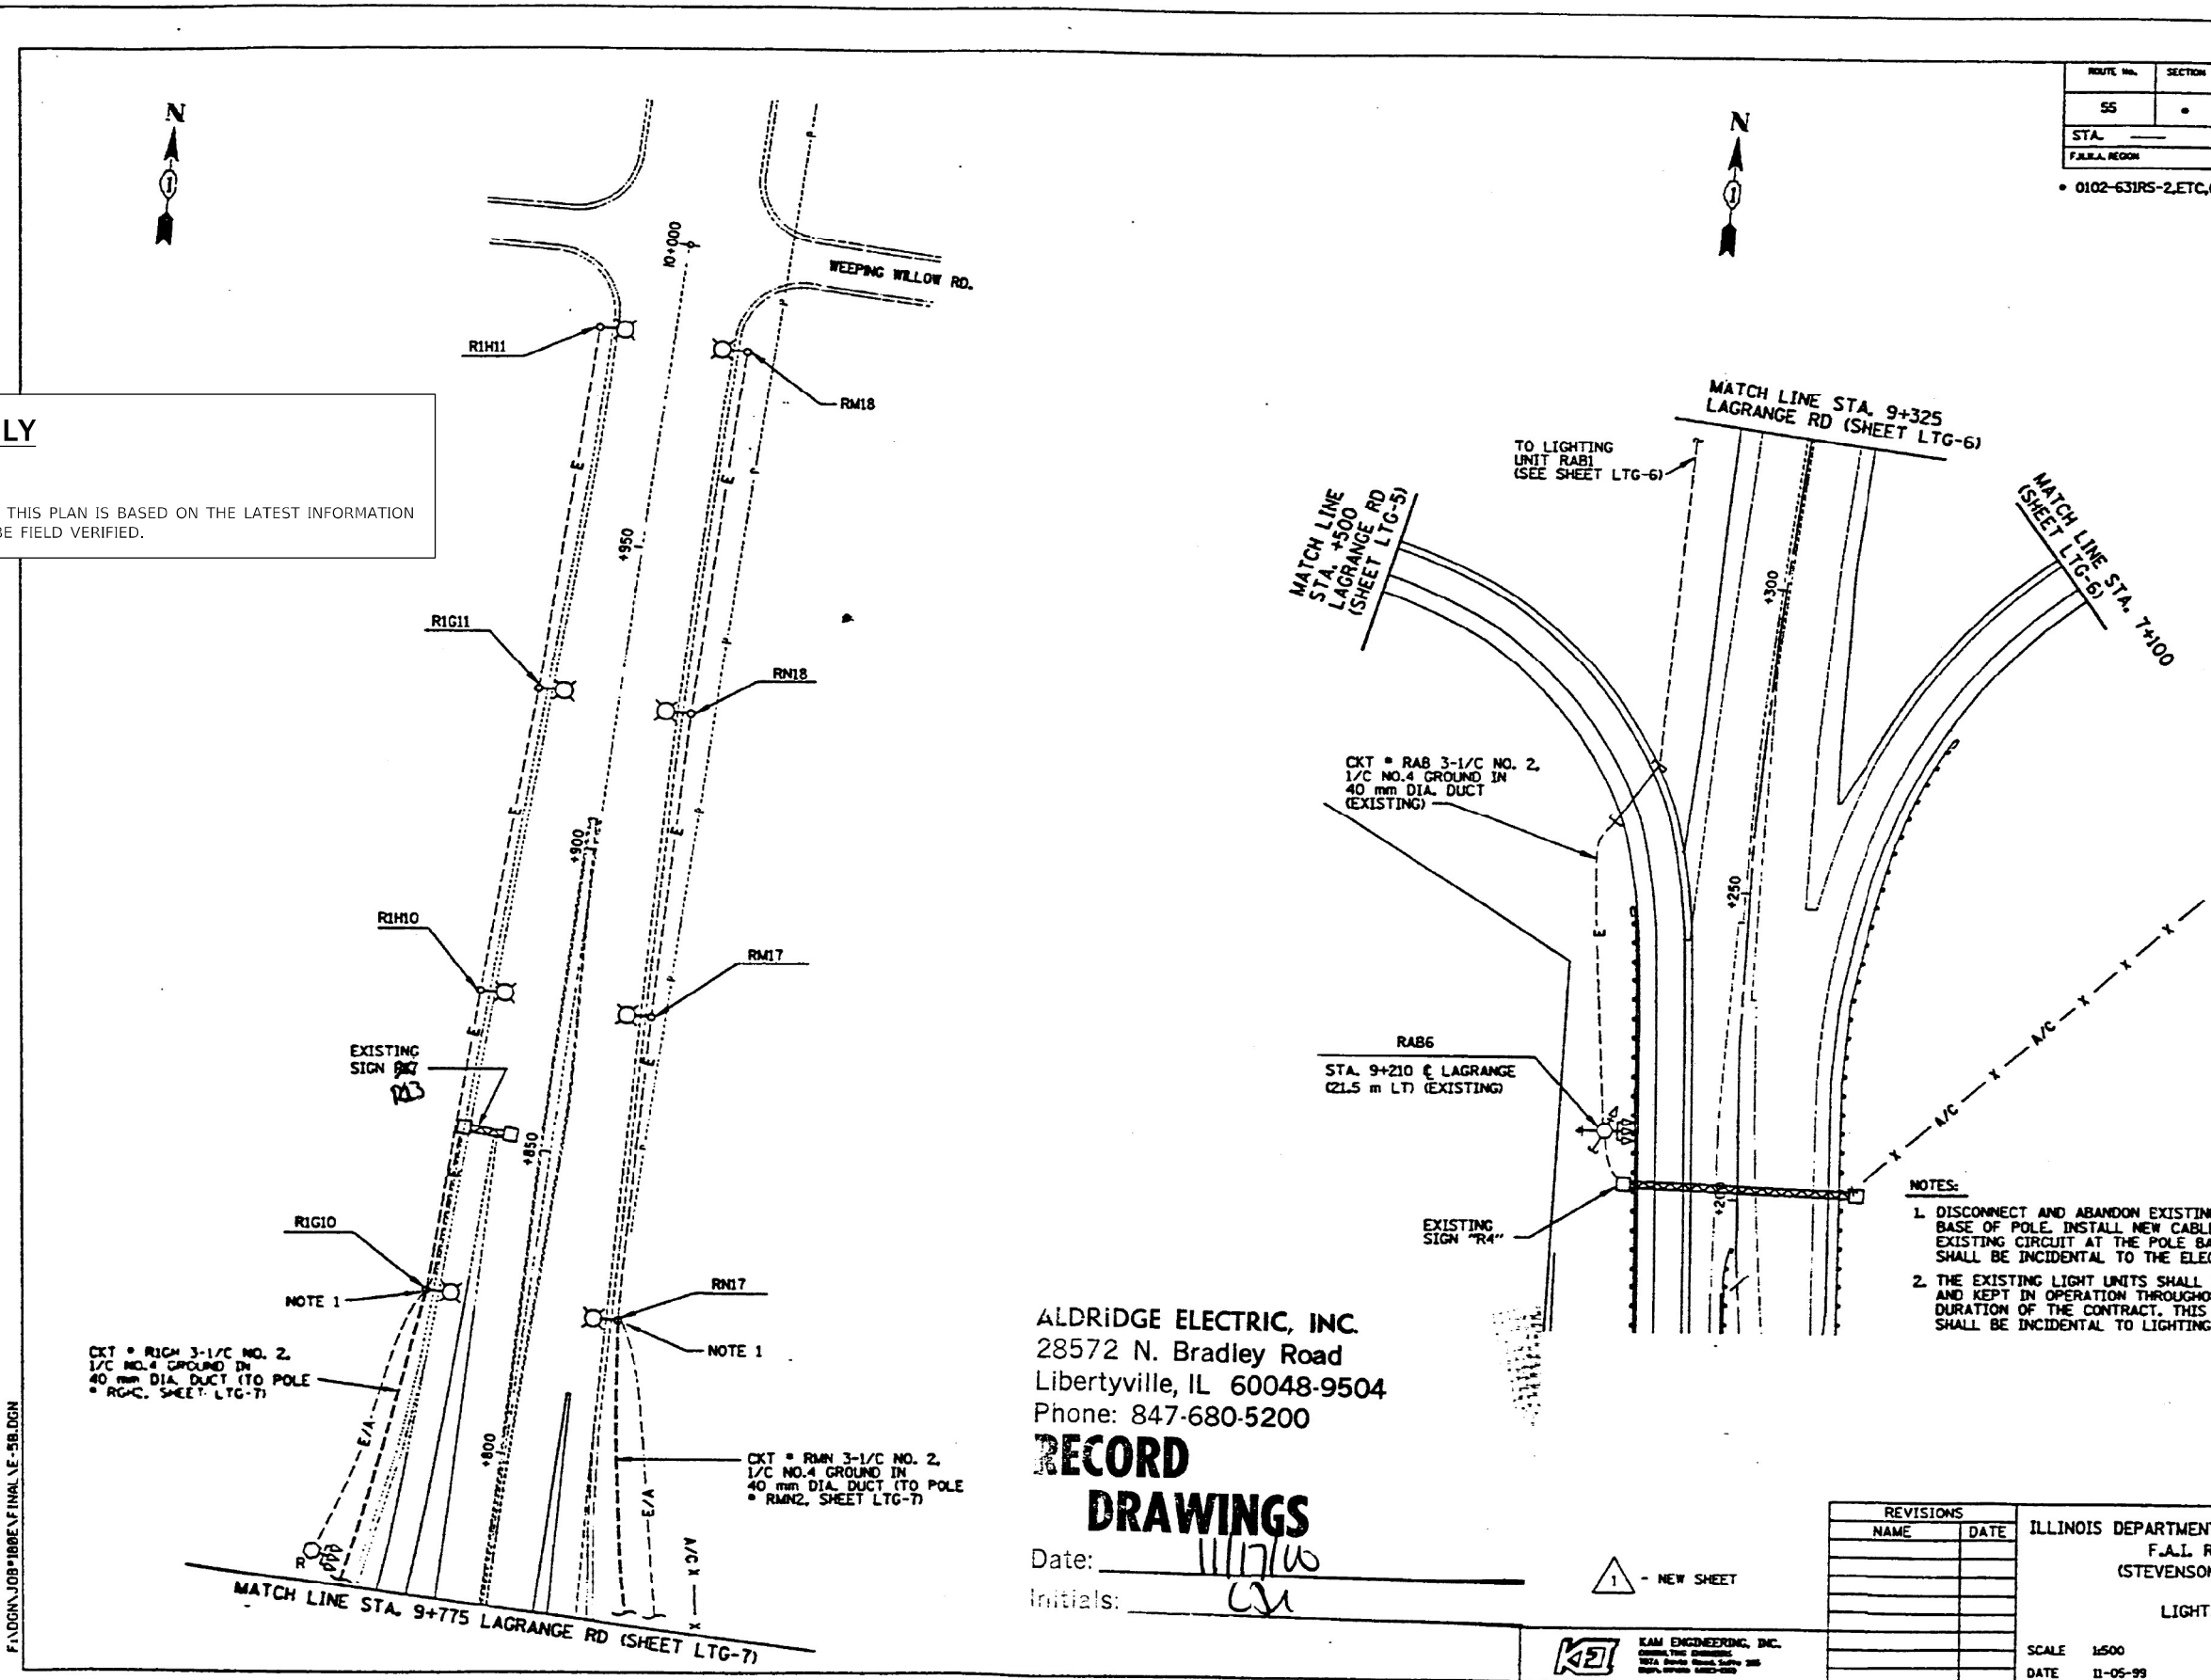 ROUTE No. SECTION
55 •
STA. ——
F.H.W.A. REGION
• 0102-631RS-2,ETC.
N
1
N
1
10+000
WEEPING WILLOW RD.
R1H11
RM18
LY
THIS PLAN IS BASED ON THE LATEST INFORMATION
BE FIELD VERIFIED.
+950
R1G11
RN18
+900
R1H10
RM17
EXISTING
SIGN
+850
R1G10
NOTE 1
RN17
NOTE 1
CKT • R1GH 3-1/C NO. 2,
1/C NO.4 GROUND IN
40 mm DIA. DUCT (TO POLE
SHEET LTG-7)
E/A
+800
CKT • RMN 3-1/C NO. 2,
1/C NO.4 GROUND IN
40 mm DIA. DUCT (TO POLE
• RMN2, SHEET LTG-7)
E/A
A/C X
X
R
MATCH LINE STA. 9+775 LAGRANGE RD (SHEET LTG-7)
F:\DGN\JOB#180E\FINAL\E-5B.DGN
MATCH LINE STA. 9+325
LAGRANGE RD (SHEET LTG-6)
TO LIGHTING
UNIT RAB1
(SEE SHEET LTG-6)
MATCH LINE
STA. +500
LAGRANGE RD
(SHEET LTG-5)
MATCH LINE STA. 7+100
(SHEET LTG-6)
+300
CKT • RAB 3-1/C NO. 2,
1/C NO.4 GROUND IN
40 mm DIA. DUCT
(EXISTING)
+250
E
X A/C X X A/C X X
RAB6
STA. 9+210 ℄ LAGRANGE
(21.5 m LT) (EXISTING)
+200
EXISTING
SIGN "R4"
NOTES:
1. DISCONNECT AND ABANDON EXISTING
BASE OF POLE. INSTALL NEW CABLE
EXISTING CIRCUIT AT THE POLE
SHALL BE INCIDENTAL TO THE
2. THE EXISTING LIGHT UNITS SHALL
AND KEPT IN OPERATION
DURATION OF THE CONTRACT. THIS
SHALL BE INCIDENTAL TO LIGHTING
ALDRIDGE ELECTRIC, INC.
28572 N. Bradley Road
Libertyville, IL 60048-9504
Phone: 847-680-5200
RECORD
DRAWINGS
Date: 11/17/00
Initials:
1 - NEW SHEET
KAM ENGINEERING, INC.
CONSULTING ENGINEERS
REVISIONS
NAME DATE
ILLINOIS DEPARTMENT
F.A.I. R
(STEVENSON
LIGHT
SCALE 1:500
DATE 11-05-99